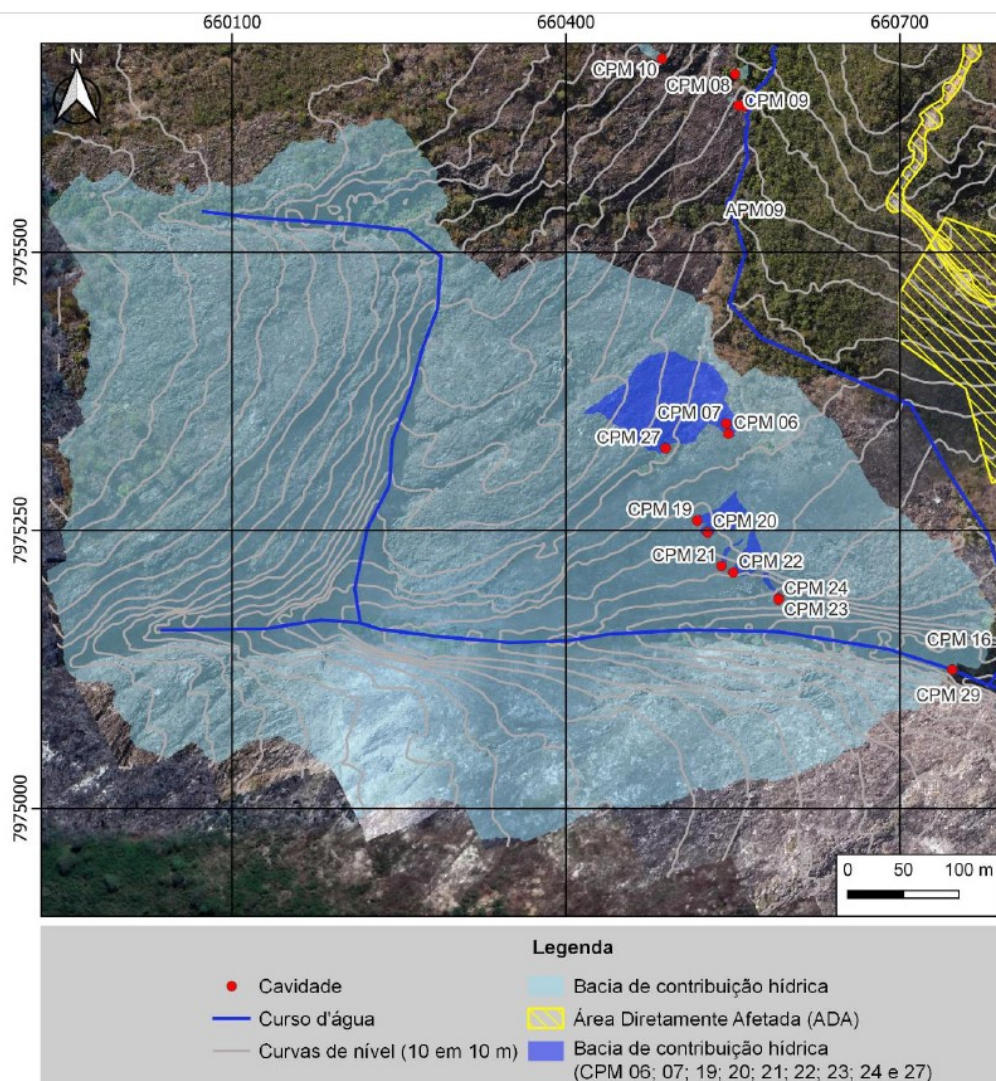 660100
660400
660700
N
CPM 10
CPM 08
CPM 09
APM09
7975500
CPM 07
CPM 06
CPM 27
7975250
CPM 19
CPM 20
CPM 21
CPM 22
CPM 24
CPM 23
CPM 16
CPM 29
7975000
0 50 100 m
Legenda
Cavidade
Curso d'água
Curvas de nível (10 em 10 m)
Bacia de contribuição hídrica
Área Diretamente Afetada (ADA)
Bacia de contribuição hídrica
(CPM 06; 07; 19; 20; 21; 22; 23; 24 e 27)